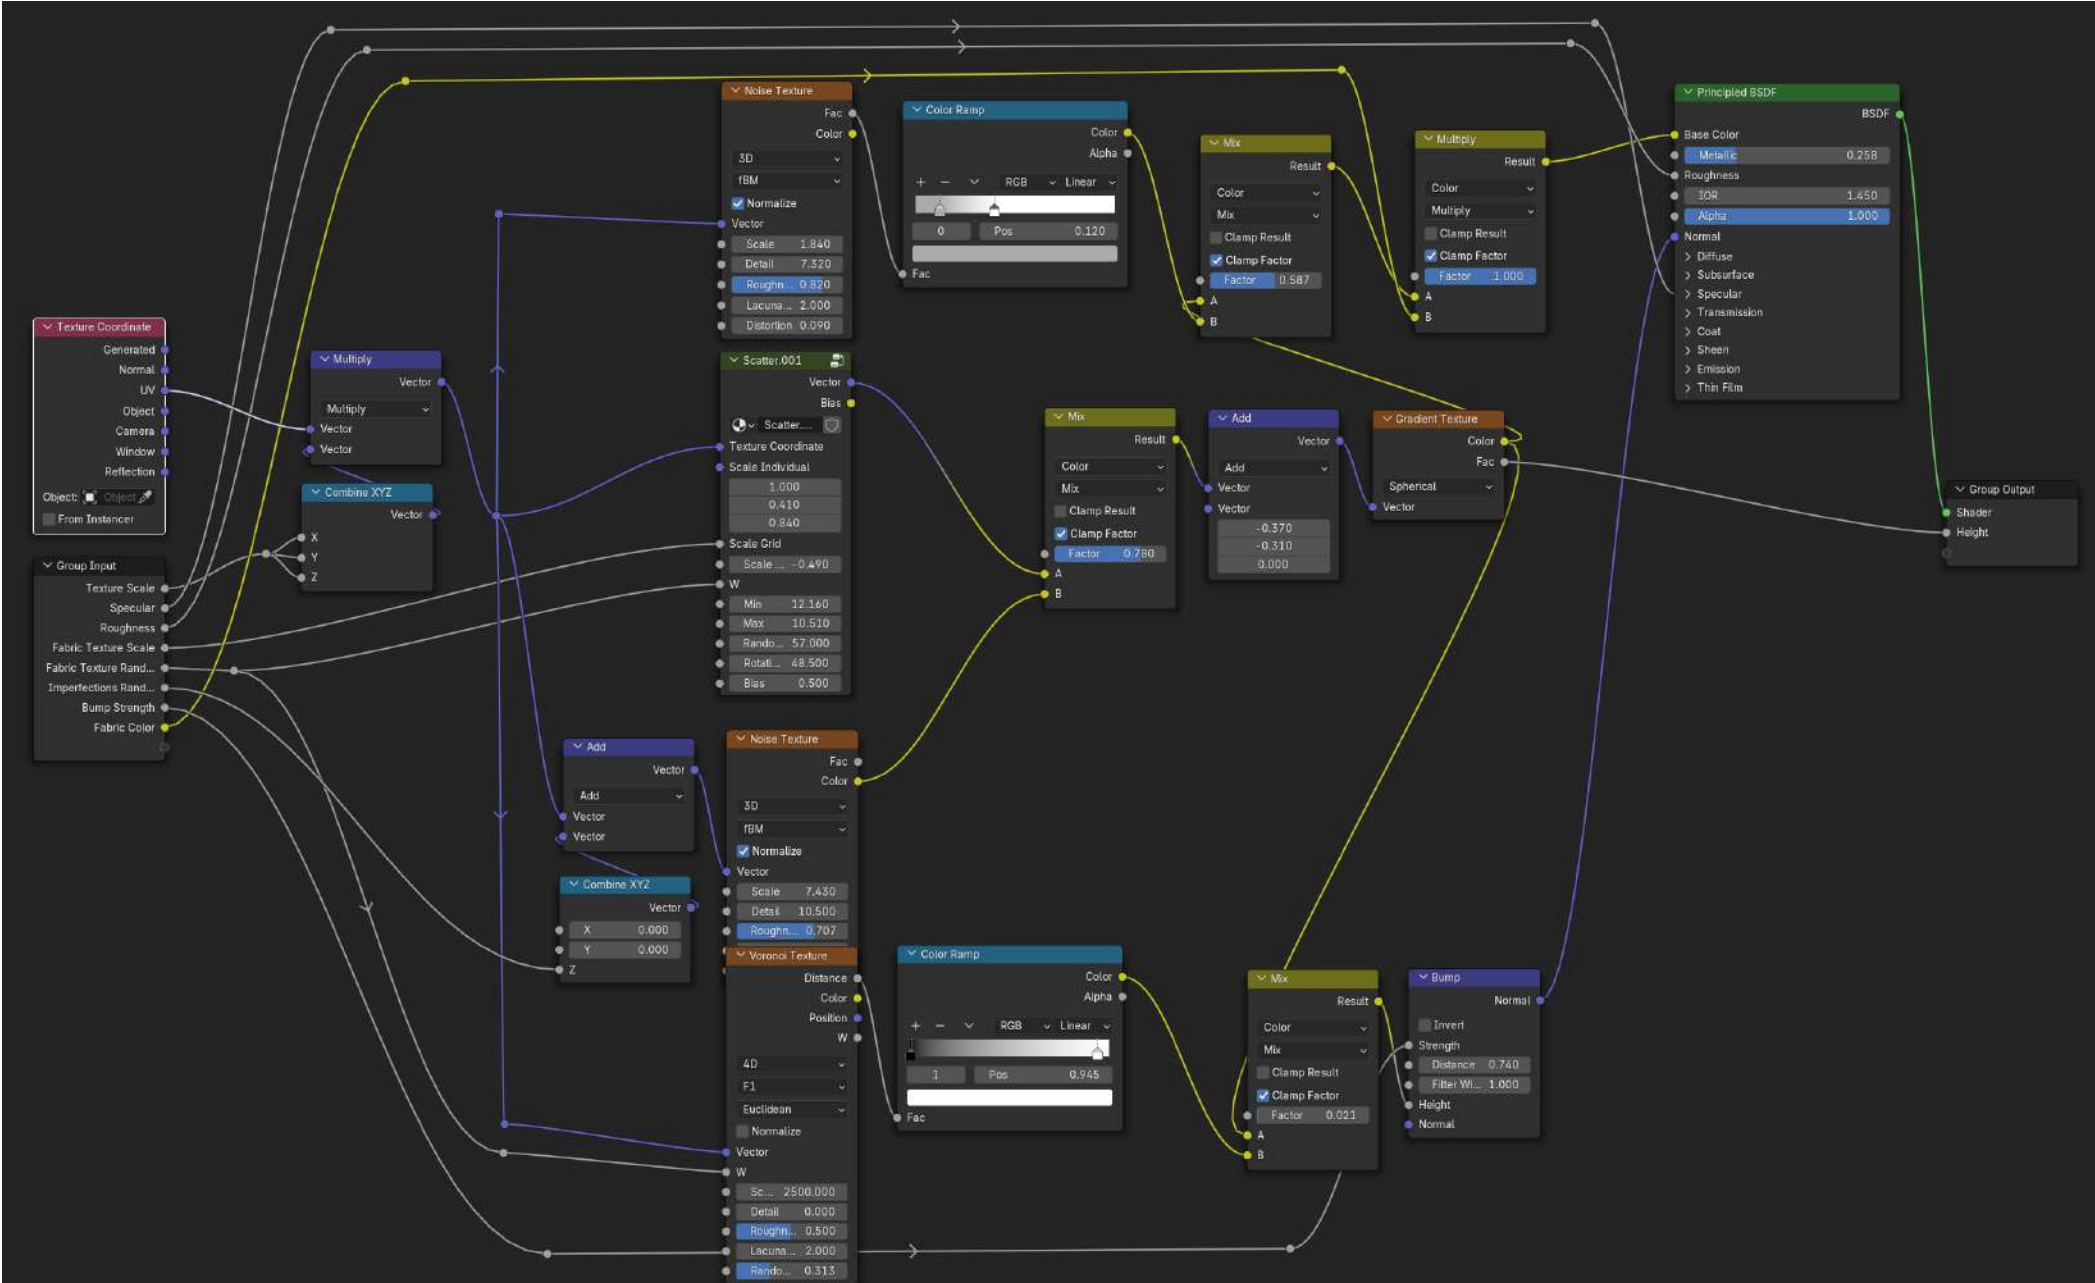 Texture Coordinate
Generated
Normal
UV
Object
Camera
Window
Reflection
Object: Object
From Instancer
Group Input
Texture Scale
Specular
Roughness
Fabric Texture Scale
Fabric Texture Rand...
Imperfections Rand...
Bump Strength
Fabric Color
Multiply
Vector
Multiply
Vector
Vector
Combine XYZ
Vector
X
Y
Z
Noise Texture
Fac
Color
3D
fBM
Normalize
Vector
Scale 1.840
Detail 7.320
Roughn... 0.820
Lacuna... 2.000
Distortion 0.090
Color Ramp
Color
Alpha
+ − RGB Linear
0 Pos 0.120
Fac
Mix
Result
Color
Mix
Clamp Result
Clamp Factor
Factor 0.587
A
B
Multiply
Result
Color
Multiply
Clamp Result
Clamp Factor
Factor 1.000
A
B
Principled BSDF
BSDF
Base Color
Metallic 0.258
Roughness
IOR 1.450
Alpha 1.000
Normal
Diffuse
Subsurface
Specular
Transmission
Coat
Sheen
Emission
Thin Film
Scatter.001
Vector
Bias
Scatter....
Texture Coordinate
Scale Individual
1.000
0.410
0.840
Scale Grid
Scale ... -0.490
W
Min 12.160
Max 10.510
Rando... 57.000
Rotati... 48.500
Bias 0.500
Mix
Result
Color
Mix
Clamp Result
Clamp Factor
Factor 0.780
A
B
Add
Vector
Add
Vector
Vector
-0.370
-0.310
0.000
Gradient Texture
Color
Fac
Spherical
Vector
Group Output
Shader
Height
Add
Vector
Add
Vector
Vector
Combine XYZ
Vector
X 0.000
Y 0.000
Z
Noise Texture
Fac
Color
3D
fBM
Normalize
Vector
Scale 7.430
Detail 10.500
Roughn... 0.707
Voronoi Texture
Distance
Color
Position
W
4D
F1
Euclidean
Normalize
Vector
W
Sc... 2500.000
Detail 0.000
Roughn... 0.500
Lacuna... 2.000
Rando... 0.313
Color Ramp
Color
Alpha
+ − RGB Linear
1 Pos 0.945
Fac
Mix
Result
Color
Mix
Clamp Result
Clamp Factor
Factor 0.021
A
B
Bump
Normal
Invert
Strength
Distance 0.740
Filter Wi... 1.000
Height
Normal